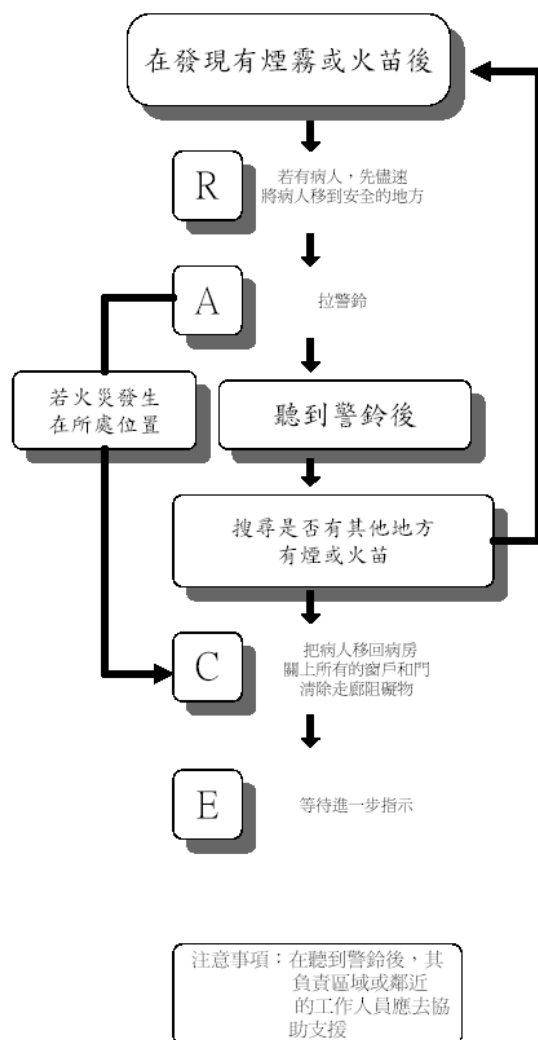 在發現有煙霧或火苗後
R
若有病人，先儘速
將病人移到安全的地方
A
拉警鈴
若火災發生
在所處位置
聽到警鈴後
搜尋是否有其他地方
有煙或火苗
C
把病人移回病房
關上所有的窗戶和門
清除走廊阻礙物
E
等待進一步指示
注意事項：在聽到警鈴後，其
負責區域或鄰近
的工作人員應去協
助支援